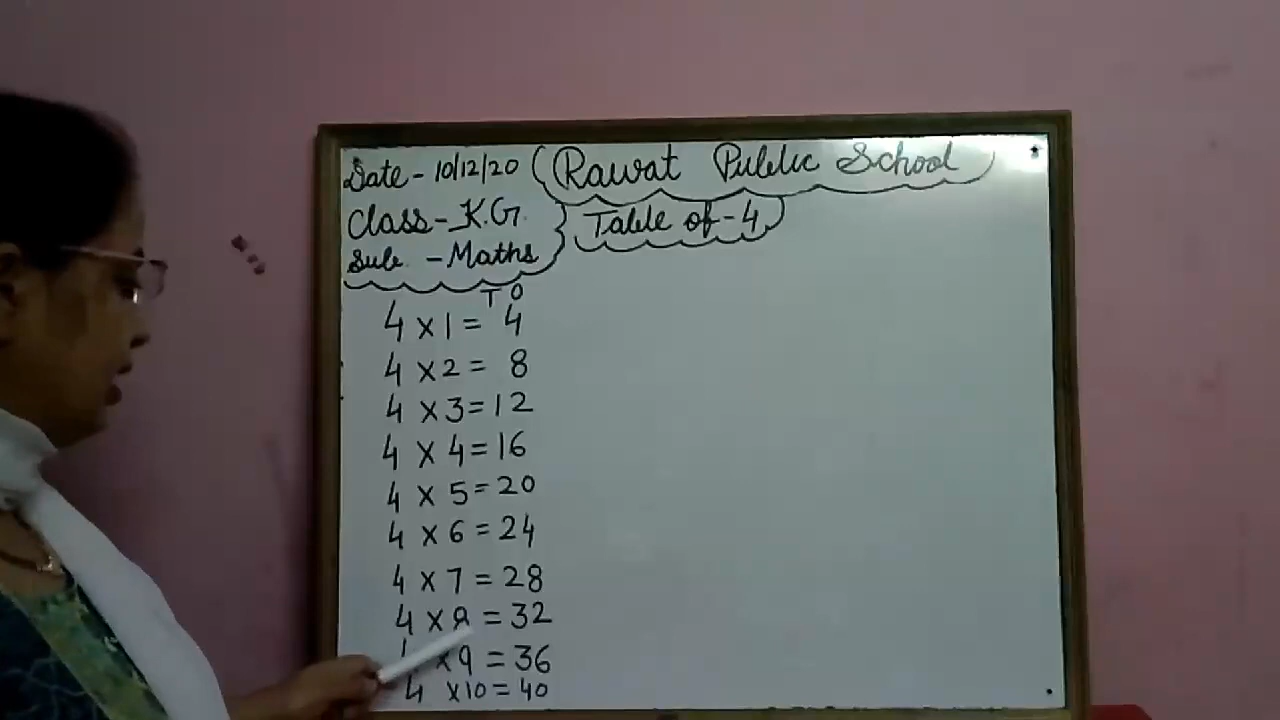 Date - 10/12/20 (Rawat Public School)
Class - K.G. } Table of - 4
Sub. - Maths
T O
4 x 1 = 4
4 x 2 = 8
4 x 3 = 12
4 x 4 = 16
4 x 5 = 20
4 x 6 = 24
4 x 7 = 28
4 x 8 = 32
4 x 9 = 36
4 x 10 = 40